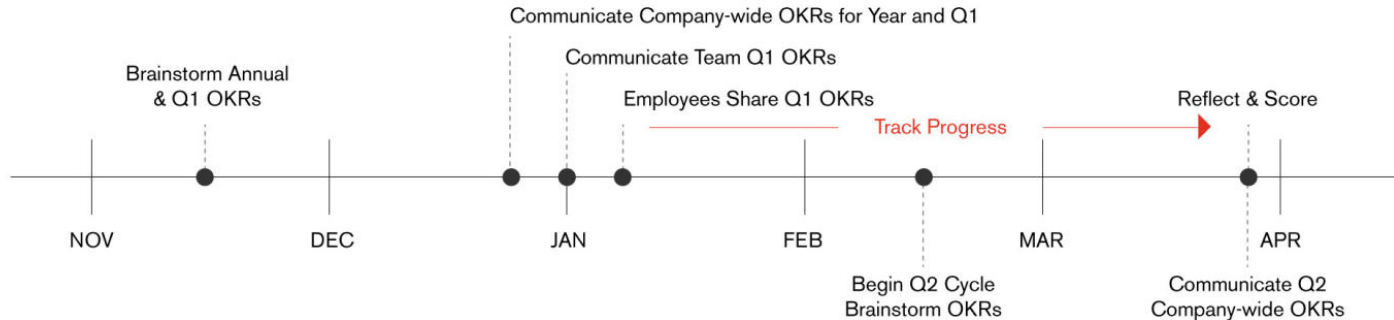 Communicate Company-wide OKRs for Year and Q1
Communicate Team Q1 OKRs
Brainstorm Annual
& Q1 OKRs
Employees Share Q1 OKRs
Reflect & Score
Track Progress
NOV
DEC
JAN
FEB
MAR
APR
Begin Q2 Cycle
Brainstorm OKRs
Communicate Q2
Company-wide OKRs